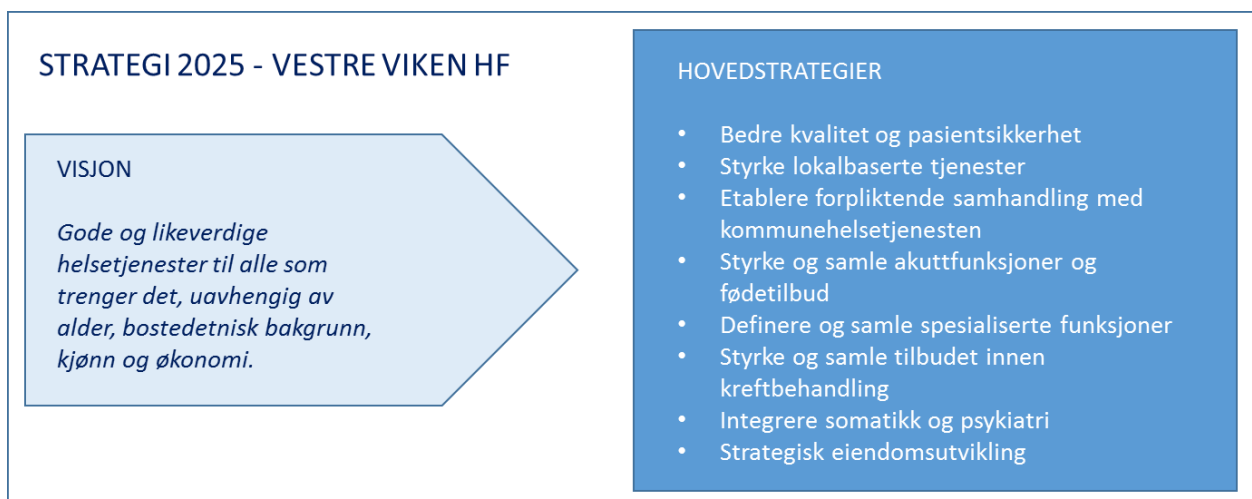 STRATEGI 2025 - VESTRE VIKEN HF
VISJON
Gode og likeverdige
helsetjenester til alle som
trenger det, uavhengig av
alder, bostedetnisk bakgrunn,
kjønn og økonomi.
HOVEDSTRATEGIER
• Bedre kvalitet og pasientsikkerhet
• Styrke lokalbaserte tjenester
• Etablere forpliktende samhandling med
kommunehelsetjenesten
• Styrke og samle akuttfunksjoner og
fødetilbud
• Definere og samle spesialiserte funksjoner
• Styrke og samle tilbudet innen
kreftbehandling
• Integrere somatikk og psykiatri
• Strategisk eiendomsutvikling